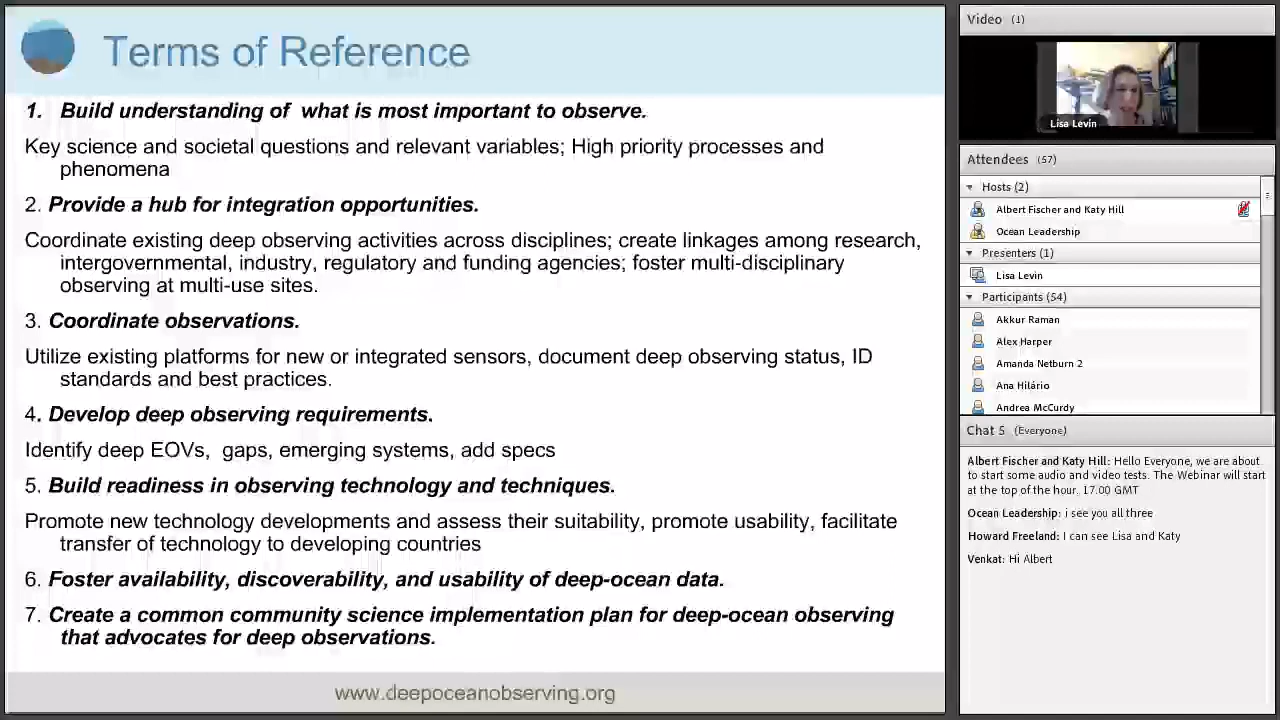 Terms of Reference
1. Build understanding of what is most important to observe.
Key science and societal questions and relevant variables; High priority processes and
phenomena
2. Provide a hub for integration opportunities.
Coordinate existing deep observing activities across disciplines; create linkages among research,
intergovernmental, industry, regulatory and funding agencies; foster multi-disciplinary
observing at multi-use sites.
3. Coordinate observations.
Utilize existing platforms for new or integrated sensors, document deep observing status, ID
standards and best practices.
4. Develop deep observing requirements.
Identify deep EOVs, gaps, emerging systems, add specs
5. Build readiness in observing technology and techniques.
Promote new technology developments and assess their suitability, promote usability, facilitate
transfer of technology to developing countries
6. Foster availability, discoverability, and usability of deep-ocean data.
7. Create a common community science implementation plan for deep-ocean observing
that advocates for deep observations.
www.deepoceanobserving.org
Video (1)
Lisa Levin
Attendees (57)
Hosts (2)
Albert Fischer and Katy Hill
Ocean Leadership
Presenters (1)
Lisa Levin
Participants (54)
Akkur Raman
Alex Harper
Amanda Netburn 2
Ana Hilário
Andrea McCurdy
Chat 5 (Everyone)
Albert Fischer and Katy Hill: Hello Everyone, we are about
to start some audio and video tests. The Webinar will start
at the top of the hour. 17.00 GMT
Ocean Leadership: i see you all three
Howard Freeland: I can see Lisa and Katy
Venkat: Hi Albert